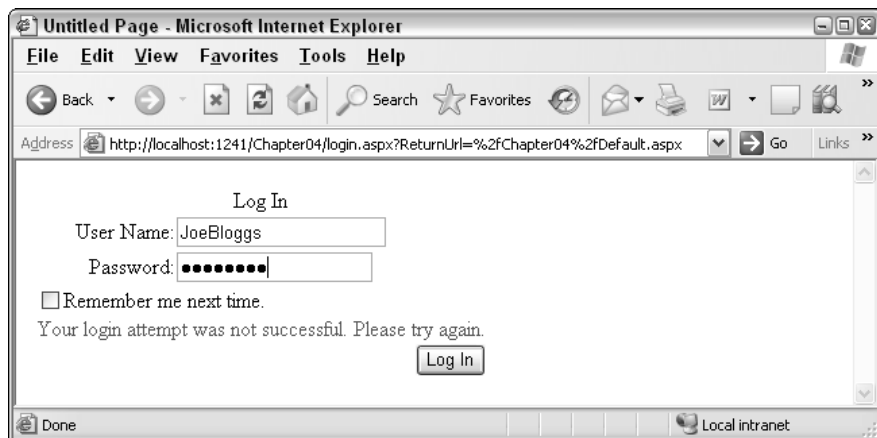 Untitled Page - Microsoft Internet Explorer
File Edit View Favorites Tools Help
Back Search Favorites W »
Address http://localhost:1241/Chapter04/login.aspx?ReturnUrl=%2fChapter04%2fDefault.aspx Go Links »
Log In
User Name: JoeBloggs
Password: ●●●●●●●●
Remember me next time.
Your login attempt was not successful. Please try again.
Log In
Done Local intranet